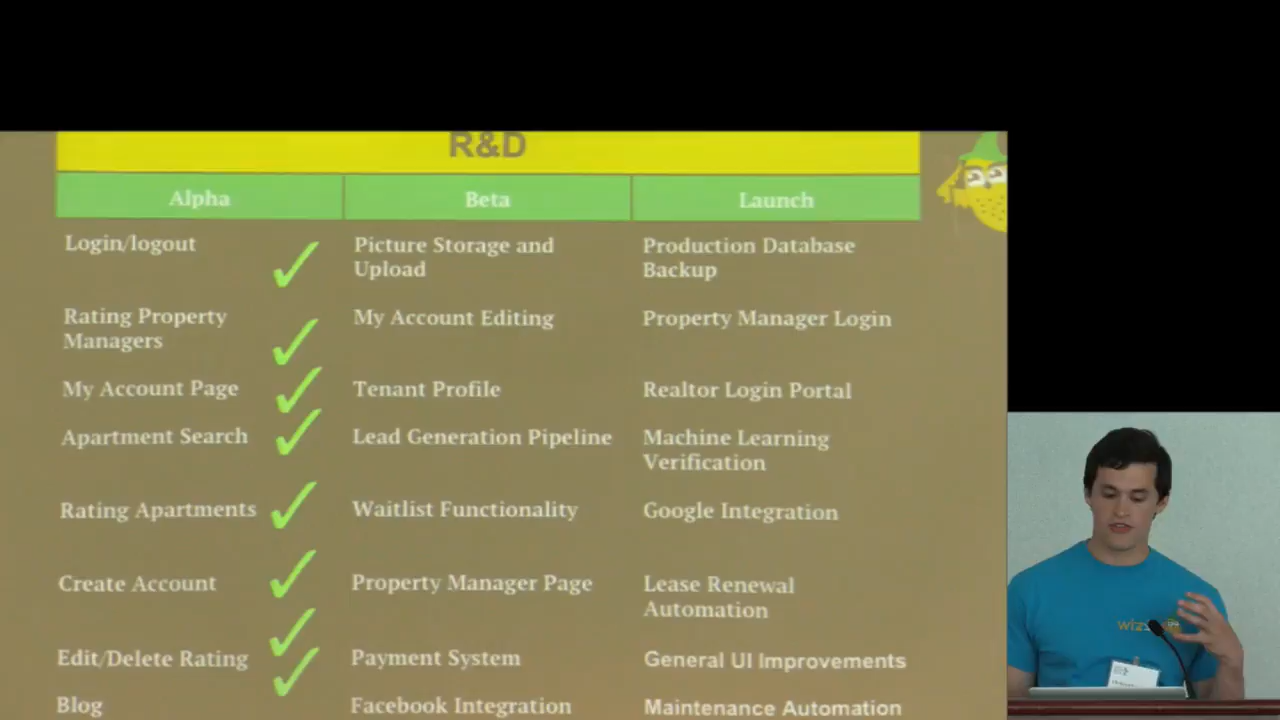 R&D
Alpha
Beta
Launch
Login/logout
Picture Storage and
Upload
Production Database
Backup
Rating Property
Managers
My Account Editing
Property Manager Login
My Account Page
Tenant Profile
Realtor Login Portal
Apartment Search
Lead Generation Pipeline
Machine Learning
Verification
Rating Apartments
Waitlist Functionality
Google Integration
Create Account
Property Manager Page
Lease Renewal
Automation
Edit/Delete Rating
Payment System
General UI Improvements
Blog
Facebook Integration
Maintenance Automation